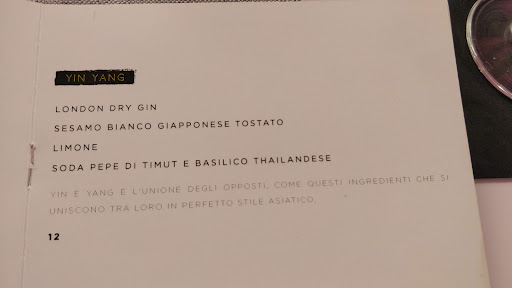 YIN YANG
LONDON DRY GIN
SESAMO BIANCO GIAPPONESE TOSTATO
LIMONE
SODA PEPE DI TIMUT E BASILICO THAILANDESE
YIN E YANG È L'UNIONE DEGLI OPPOSTI, COME QUESTI INGREDIENTI CHE SI
UNISCONO TRA LORO IN PERFETTO STILE ASIATICO.
12